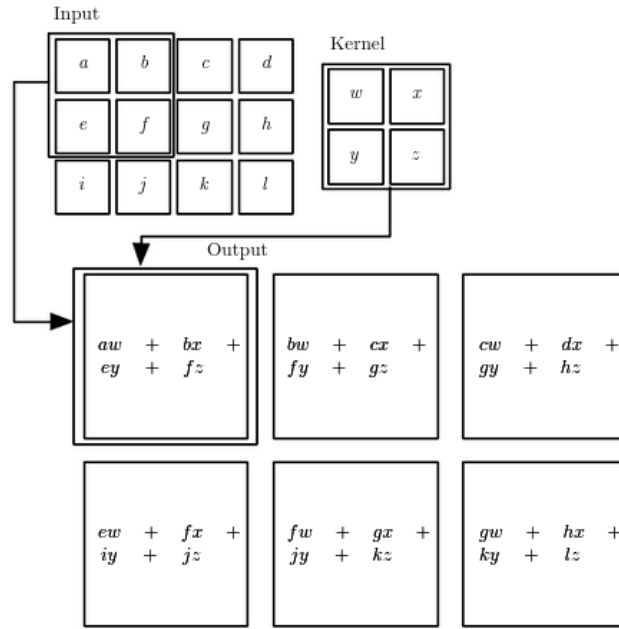 Input
a b c d
e f g h
i j k l
Kernel
w x
y z
Output
aw + bx +
ey + fz
bw + cx +
fy + gz
cw + dx +
gy + hz
ew + fx +
iy + jz
fw + gx +
jy + kz
gw + hx +
ky + lz